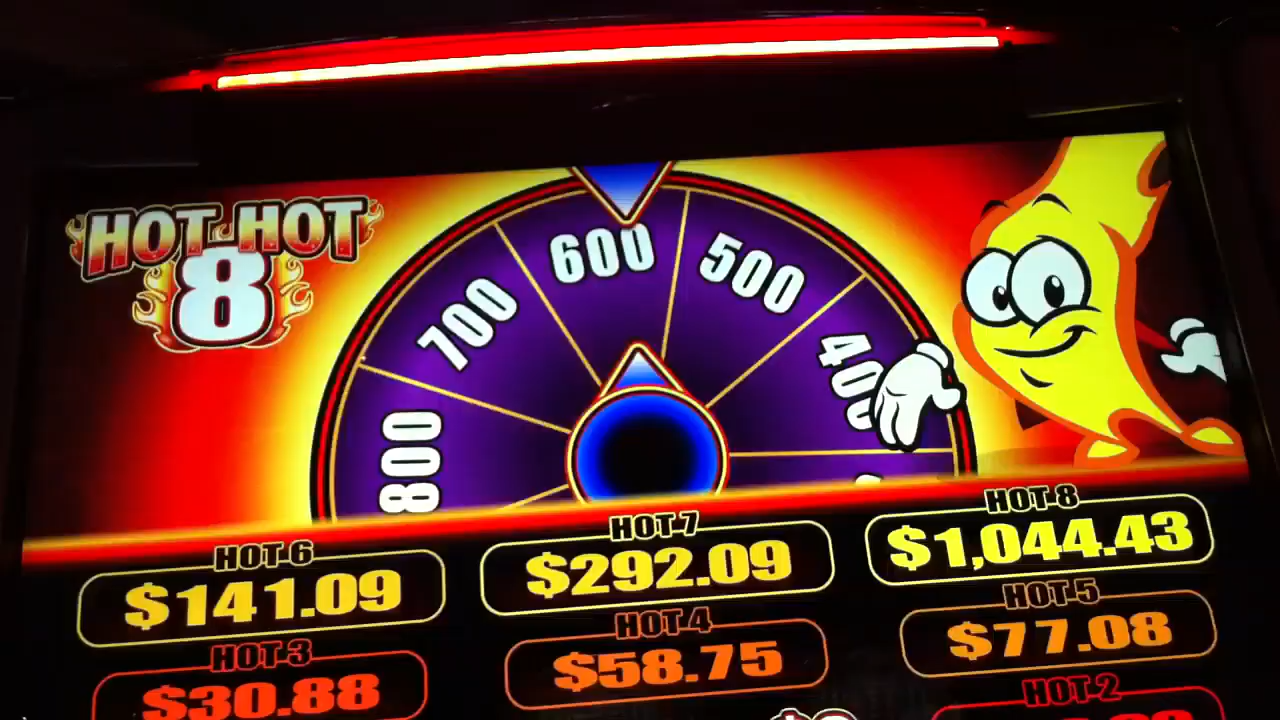 HOT HOT
8
800
700
600
500
400
HOT 6
$141.09
HOT 7
$292.09
HOT 8
$1,044.43
HOT 3
$30.88
HOT 4
$58.75
HOT 5
$77.08
HOT 2